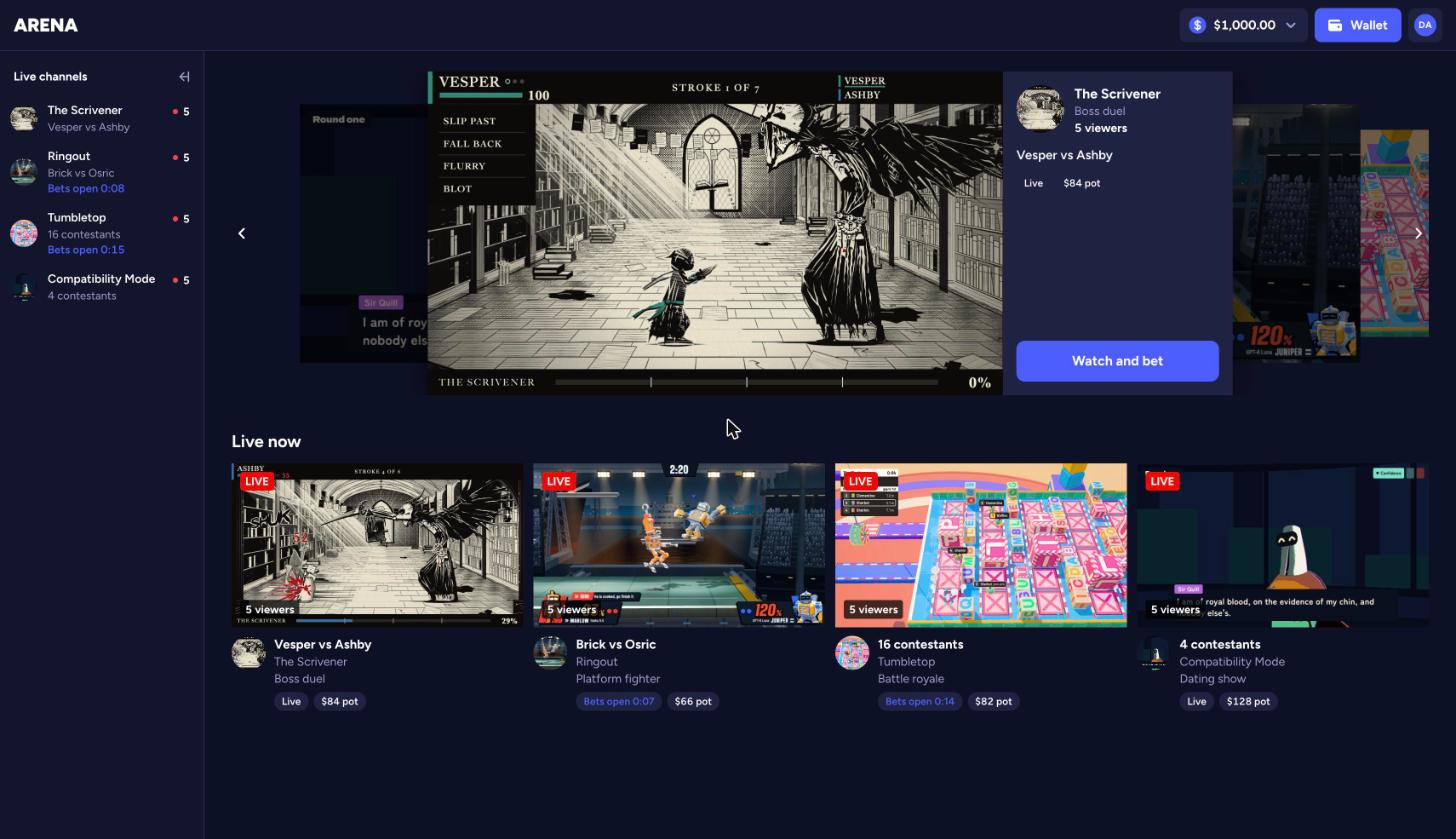 ARENA
$ $1,000.00
Wallet
DA
Live channels
The Scrivener
5
Vesper vs Ashby
Ringout
5
Brick vs Osric
Bets open 0:08
Tumbletop
5
16 contestants
Bets open 0:15
Compatibility Mode
5
4 contestants
Round one
Sir Quill
I am of roy
nobody els
VESPER
100
STROKE 1 OF 7
VESPER
ASHBY
SLIP PAST
FALL BACK
FLURRY
BLOT
THE SCRIVENER
0%
The Scrivener
Boss duel
5 viewers
Vesper vs Ashby
Live
$84 pot
Watch and bet
120%
JUNIPER
Live now
ASHBY
STROKE 4 OF 6
LIVE
5 viewers
THE SCRIVENER
29%
Vesper vs Ashby
The Scrivener
Boss duel
Live
$84 pot
2:20
LIVE
5 viewers
MARLOW
120%
JUNIPER
Brick vs Osric
Ringout
Platform fighter
Bets open 0:07
$66 pot
LIVE
5 viewers
16 contestants
Tumbletop
Battle royale
Bets open 0:14
$82 pot
LIVE
Confidence
Sir Quill
5 viewers
of royal blood, on the evidence of my chin, and
else's.
4 contestants
Compatibility Mode
Dating show
Live
$128 pot